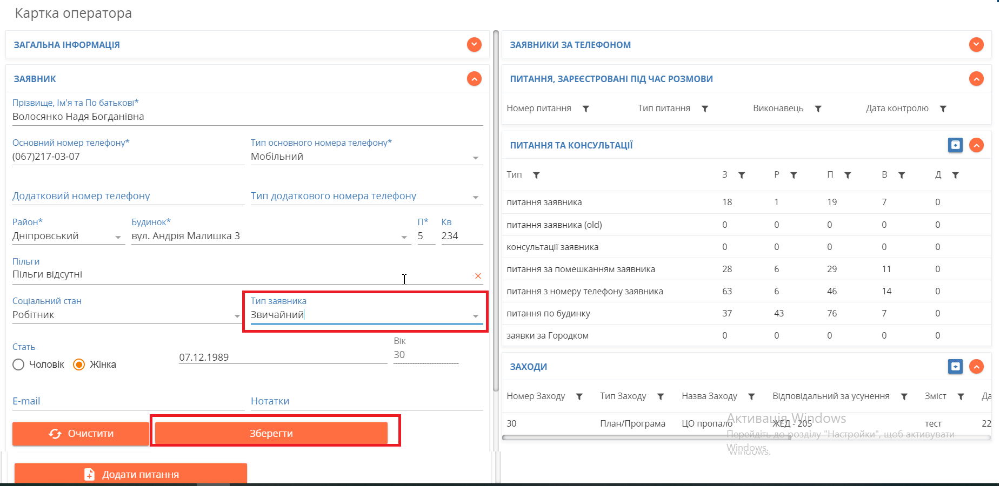 Картка оператора
ЗАГАЛЬНА ІНФОРМАЦІЯ
ЗАЯВНИК
Прізвище, Ім'я та По батькові*
Волосянко Надя Богданівна
Основний номер телефону*
Тип основного номера телефону*
(067)217-03-07
Мобільний
Додатковий номер телефону
Тип додаткового номера телефону
Район*
Будинок*
П*
Кв
Дніпровський
вул. Андрія Малишка 3
5
234
Пільги
Пільги відсутні
Соціальний стан
Тип заявника
Робітник
Звичайний
Стать
Вік
Чоловік
Жінка
07.12.1989
30
E-mail
Нотатки
Очистити
Зберегти
Додати питання
ЗАЯВНИКИ ЗА ТЕЛЕФОНОМ
ПИТАННЯ, ЗАРЕЄСТРОВАНІ ПІД ЧАС РОЗМОВИ
Номер питання Тип питання Виконавець Дата контролю
ПИТАННЯ ТА КОНСУЛЬТАЦІЇ
Тип З Р П В Д
питання заявника 18 1 19 7 0
питання заявника (old) 0 0 0 0 0
консультації заявника 0 0 0 0 0
питання за помешканням заявника 28 6 29 11 0
питання з номеру телефону заявника 63 6 46 14 0
питання по будинку 37 43 76 7 0
заявки за Городком 0 0 0 0 0
ЗАХОДИ
Номер Заходу Тип Заходу Назва Заходу Відповідальний за усунення Зміст Да
30 План/Програма ЦО пропало ЖЕД - 205 тест 22
Активація Windows
Перейдіть до розділу "Настройки", щоб активувати
Windows.